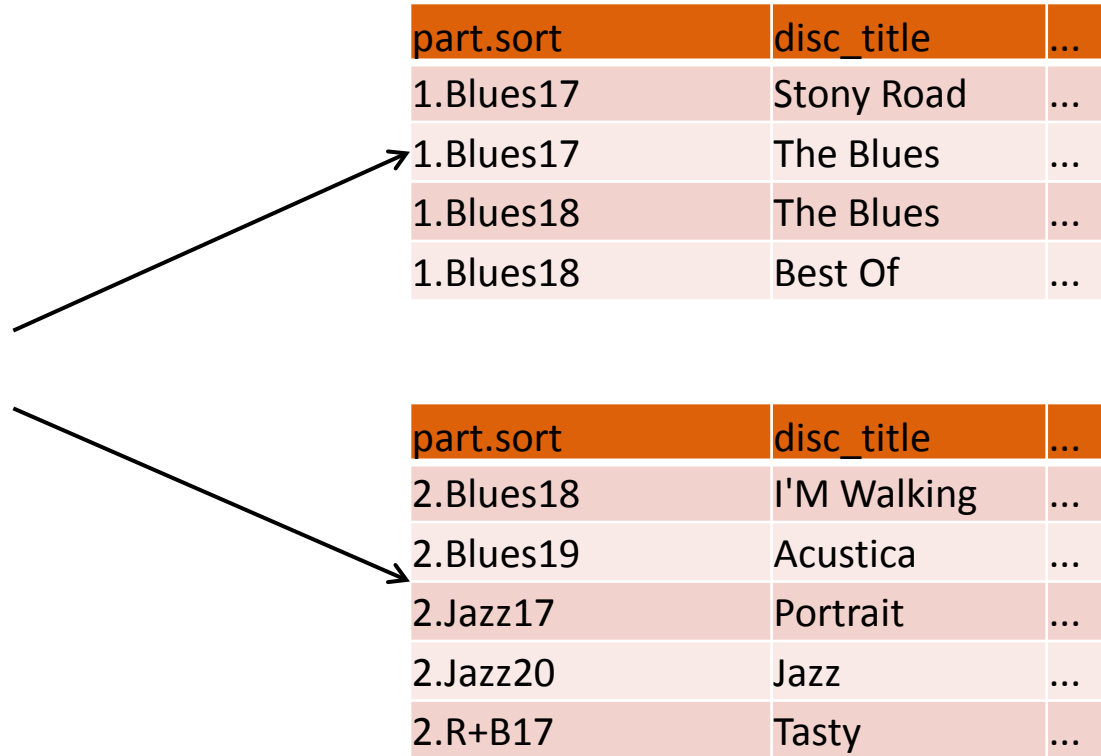 part.sort disc_title ...
1.Blues17 Stony Road ...
1.Blues17 The Blues ...
1.Blues18 The Blues ...
1.Blues18 Best Of ...
part.sort disc_title ...
2.Blues18 I'M Walking ...
2.Blues19 Acustica ...
2.Jazz17 Portrait ...
2.Jazz20 Jazz ...
2.R+B17 Tasty ...